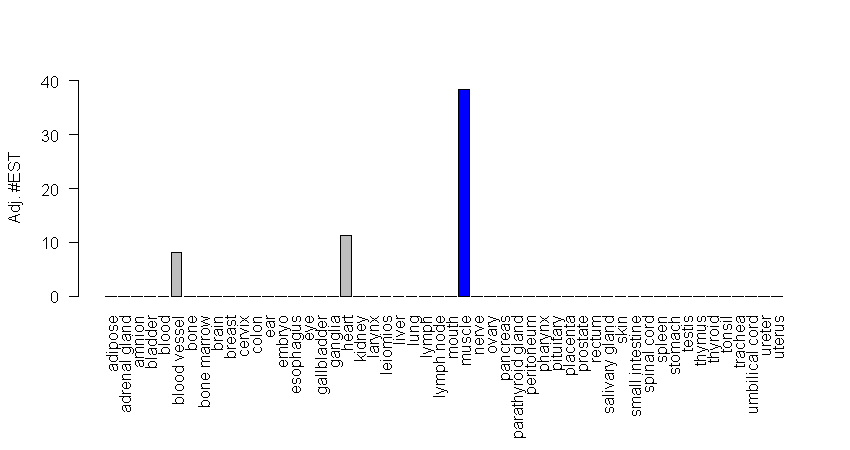 40
30
20
10
0
Adj. #EST
adipose
adrenal gland
amnion
bladder
blood
blood vessel
bone
bone marrow
brain
breast
cervix
colon
ear
embryo
esophagus
eye
gallbladder
ganglia
heart
kidney
larynx
leiomios
liver
lung
lymph
lymph node
mouth
muscle
nerve
ovary
pancreas
parathyroid gland
peritoneum
pharynx
pituitary
placenta
prostate
rectum
salivary gland
skin
small intestine
spinal cord
spleen
stomach
testis
thymus
thyroid
tonsil
trachea
umbilical cord
ureter
uterus